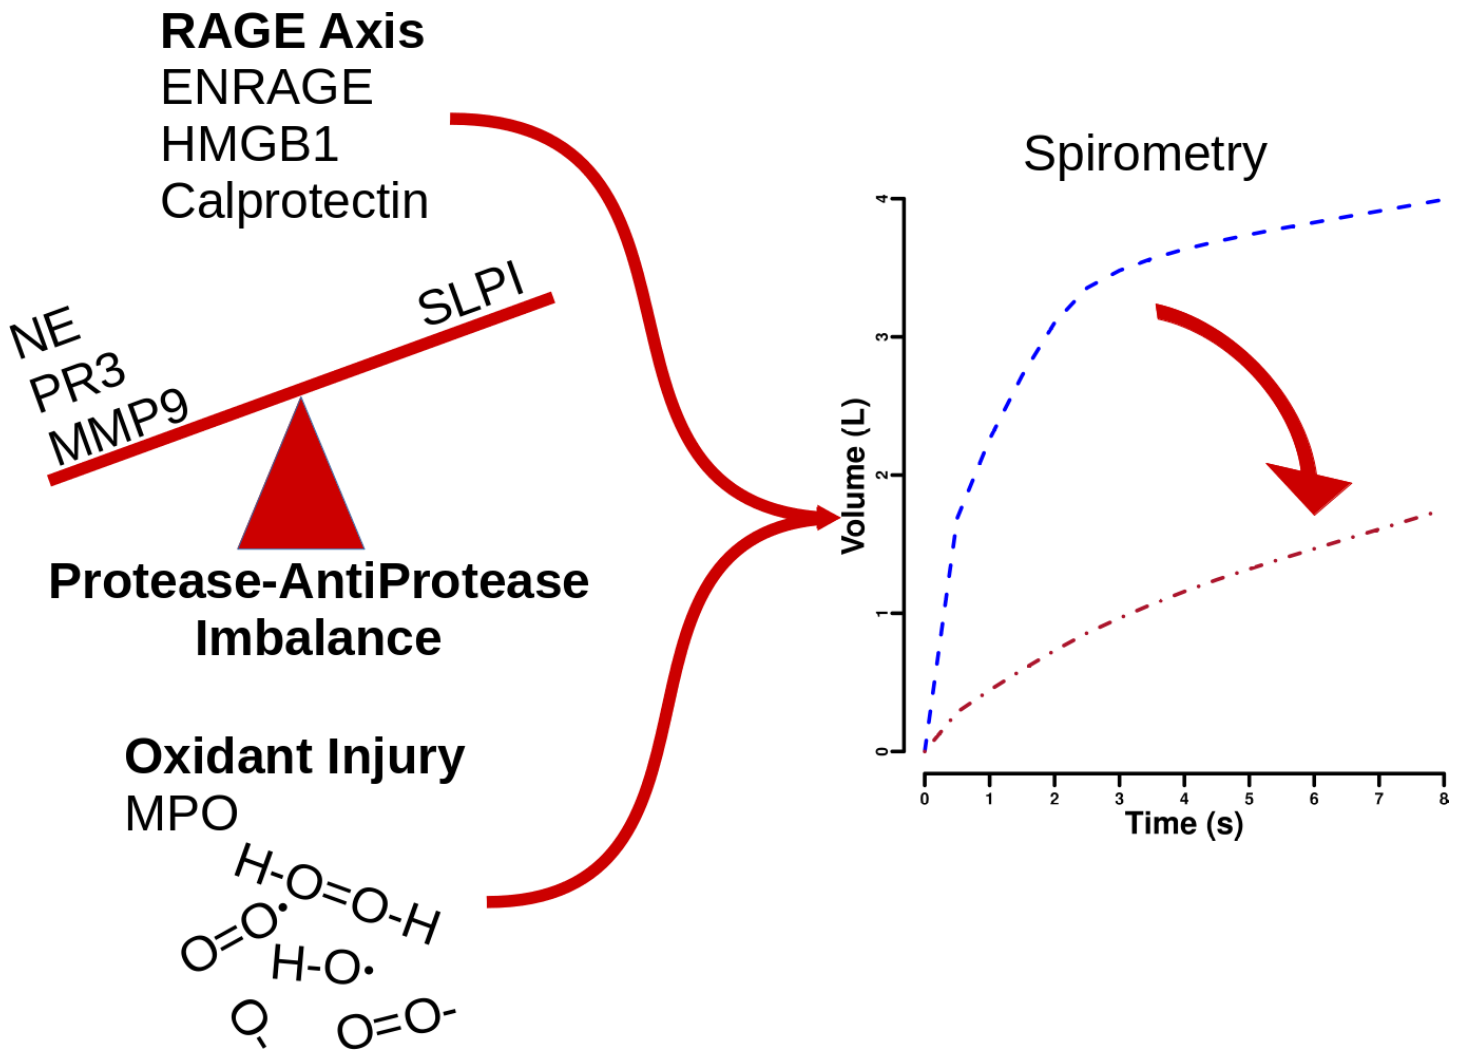 RAGE Axis
ENRAGE
HMGB1
Calprotectin
NE
PR3
MMP9
SLPI
Protease-AntiProtease
Imbalance
Oxidant Injury
MPO
H-O=O-H
O=O•
H-O•
O-
O=O-
Spirometry
Volume (L)
4
3
2
1
0
0 1 2 3 4 5 6 7 8
Time (s)